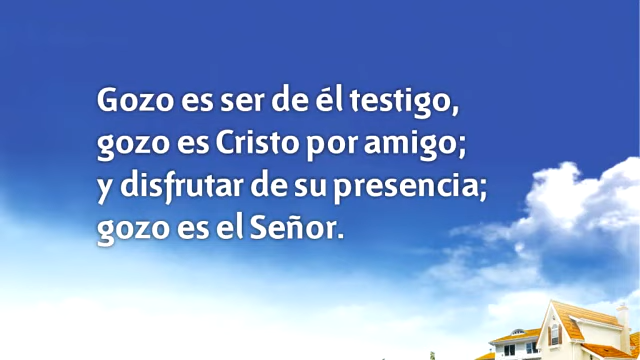 Gozo es ser de él testigo,
gozo es Cristo por amigo;
y disfrutar de su presencia;
gozo es el Señor.